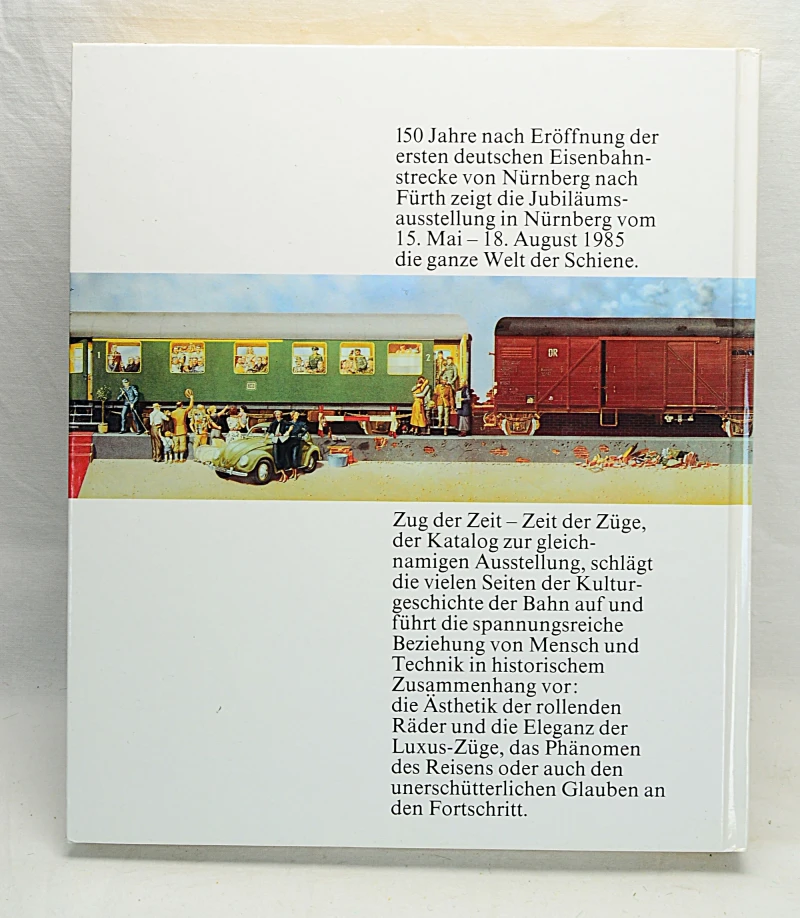 150 Jahre nach Eröffnung der
ersten deutschen Eisenbahn-
strecke von Nürnberg nach
Fürth zeigt die Jubiläums-
ausstellung in Nürnberg vom
15. Mai – 18. August 1985
die ganze Welt der Schiene.
1
2
DR
Zug der Zeit – Zeit der Züge,
der Katalog zur gleich-
namigen Ausstellung, schlägt
die vielen Seiten der Kultur-
geschichte der Bahn auf und
führt die spannungsreiche
Beziehung von Mensch und
Technik in historischem
Zusammenhang vor:
die Ästhetik der rollenden
Räder und die Eleganz der
Luxus-Züge, das Phänomen
des Reisens oder auch den
unerschütterlichen Glauben an
den Fortschritt.